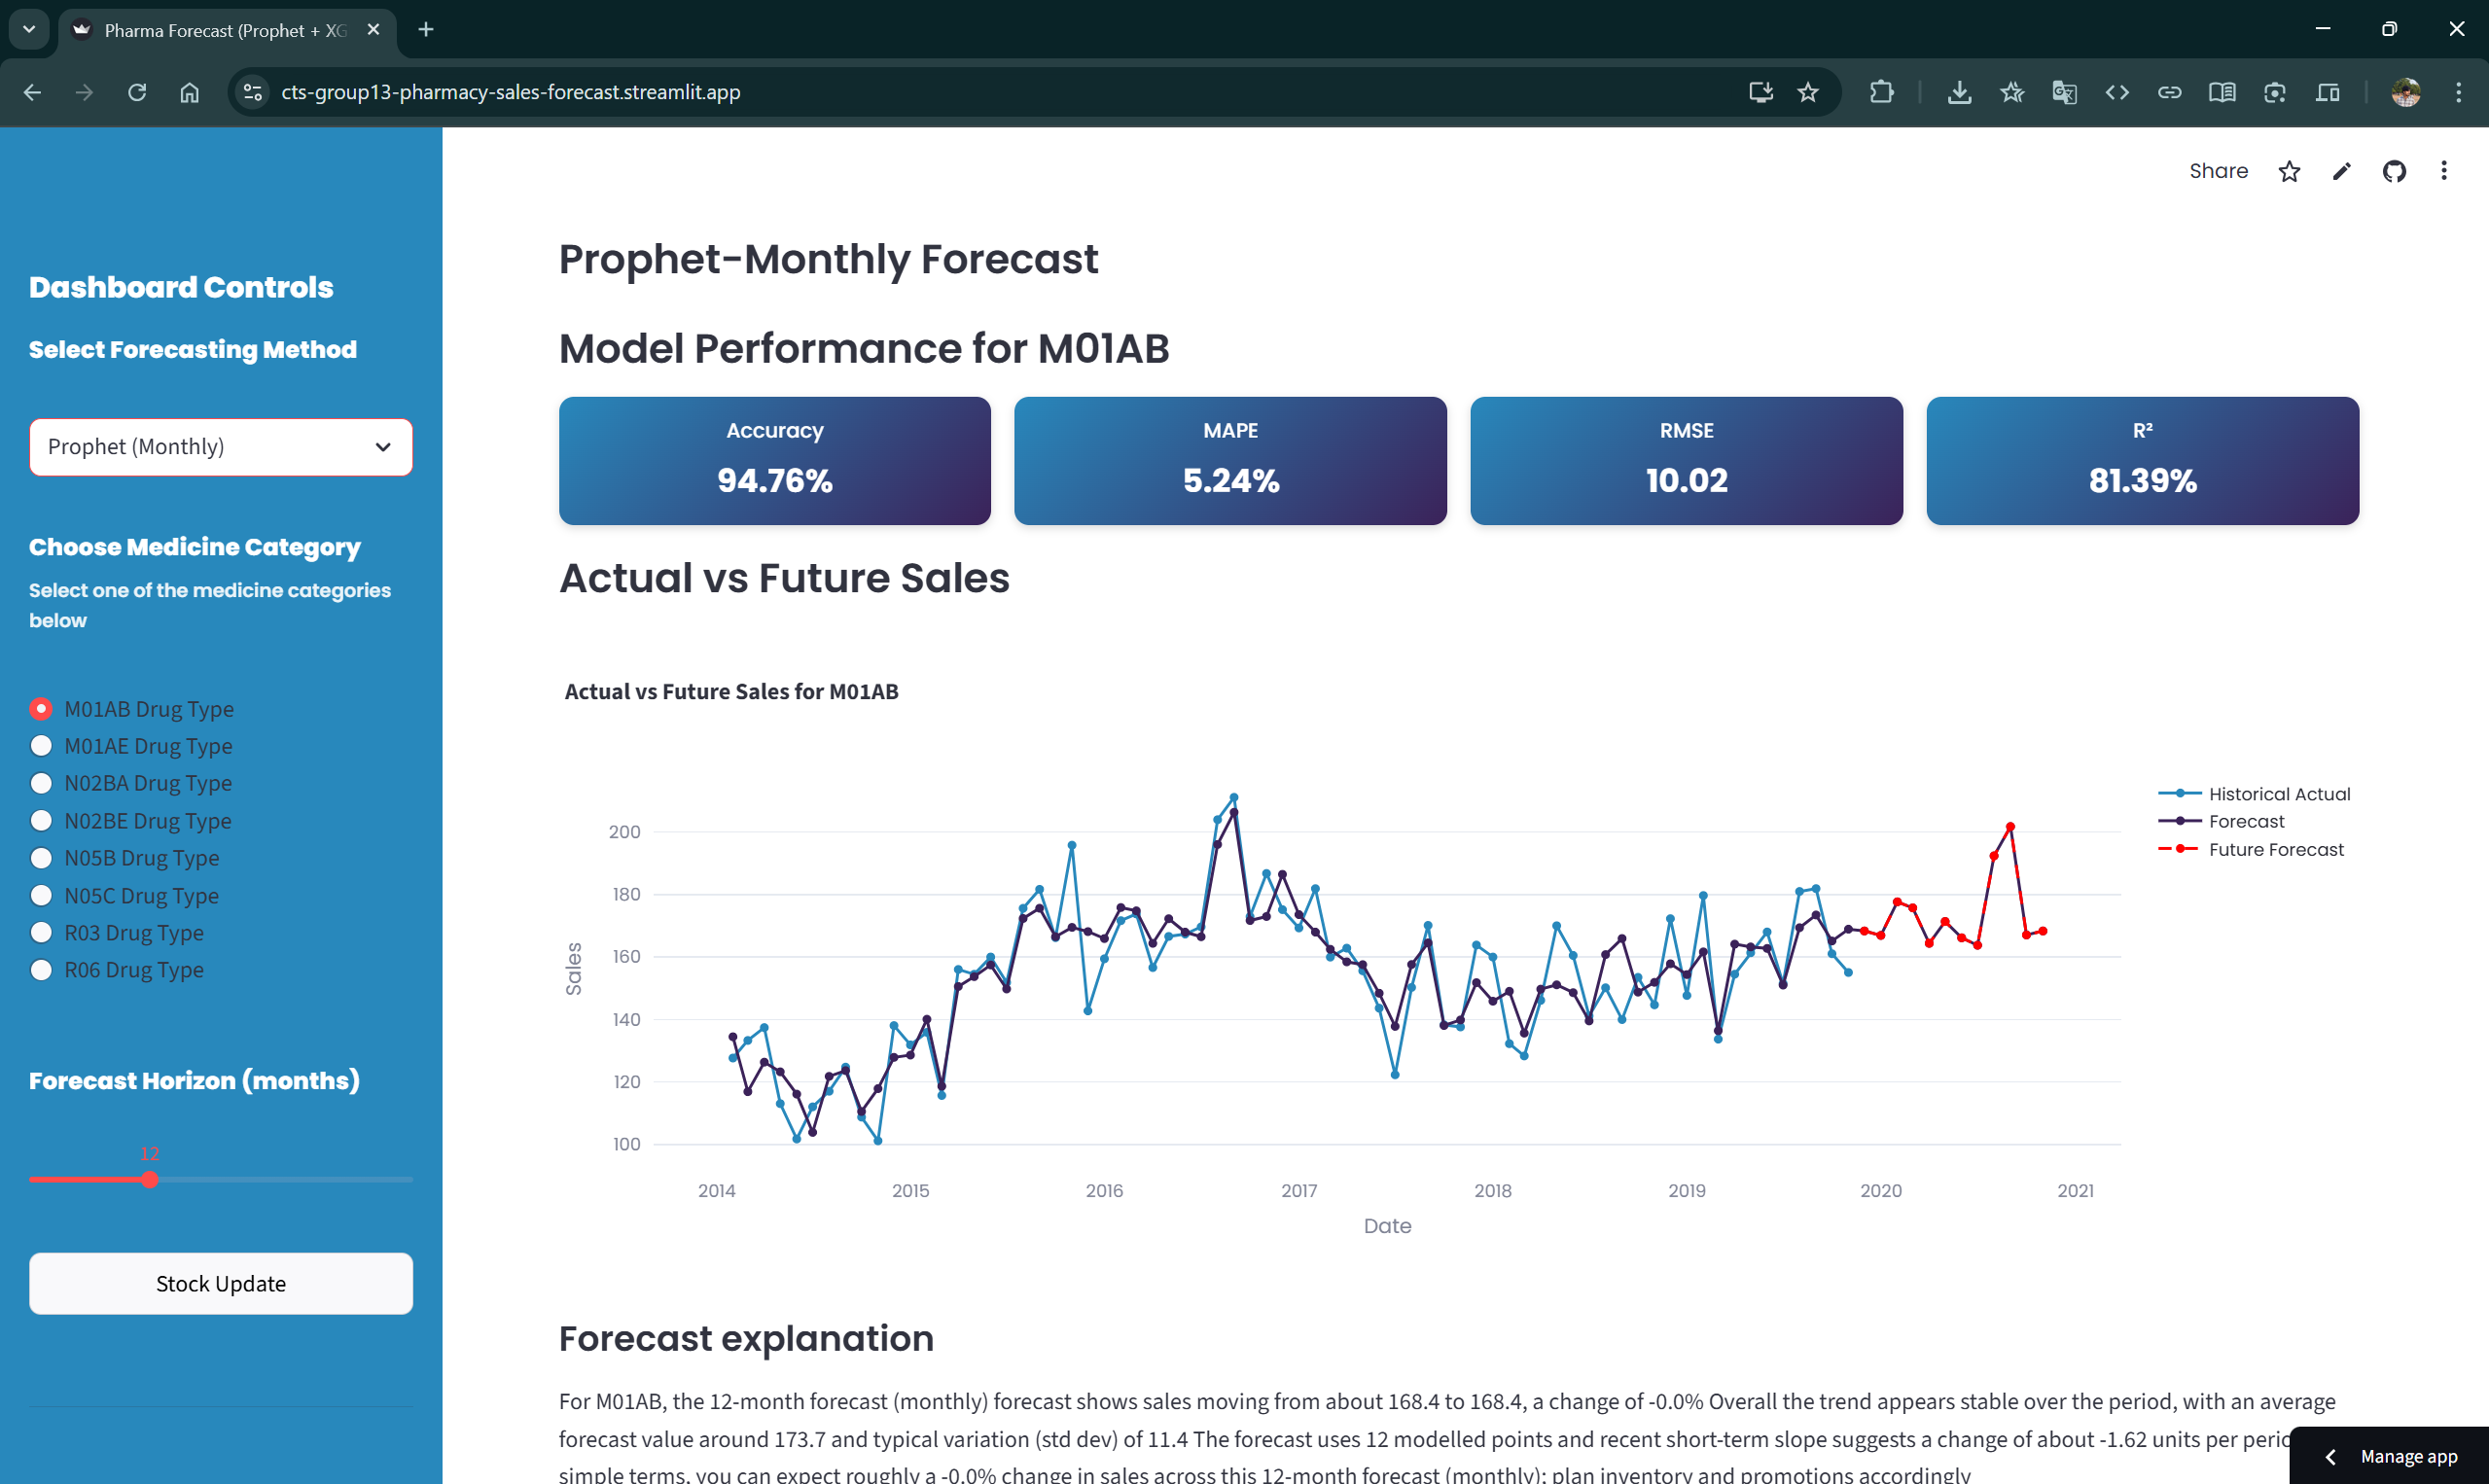 Pharma Forecast (Prophet + XG
cts-group13-pharmacy-sales-forecast.streamlit.app
Share
Dashboard Controls
Select Forecasting Method
Prophet (Monthly)
Choose Medicine Category
Select one of the medicine categories
below
M01AB Drug Type
M01AE Drug Type
N02BA Drug Type
N02BE Drug Type
N05B Drug Type
N05C Drug Type
R03 Drug Type
R06 Drug Type
Forecast Horizon (months)
12
Stock Update
Prophet-Monthly Forecast
Model Performance for M01AB
Accuracy
94.76%
MAPE
5.24%
RMSE
10.02
R²
81.39%
Actual vs Future Sales
Actual vs Future Sales for M01AB
Historical Actual
Forecast
Future Forecast
Sales
200
180
160
140
120
100
2014 2015 2016 2017 2018 2019 2020 2021
Date
Forecast explanation
For M01AB, the 12-month forecast (monthly) forecast shows sales moving from about 168.4 to 168.4, a change of -0.0% Overall the trend appears stable over the period, with an average
forecast value around 173.7 and typical variation (std dev) of 11.4 The forecast uses 12 modelled points and recent short-term slope suggests a change of about -1.62 units per
simple terms, you can expect roughly a -0.0% change in sales across this 12-month forecast (monthly); plan inventory and promotions accordingly
Manage app